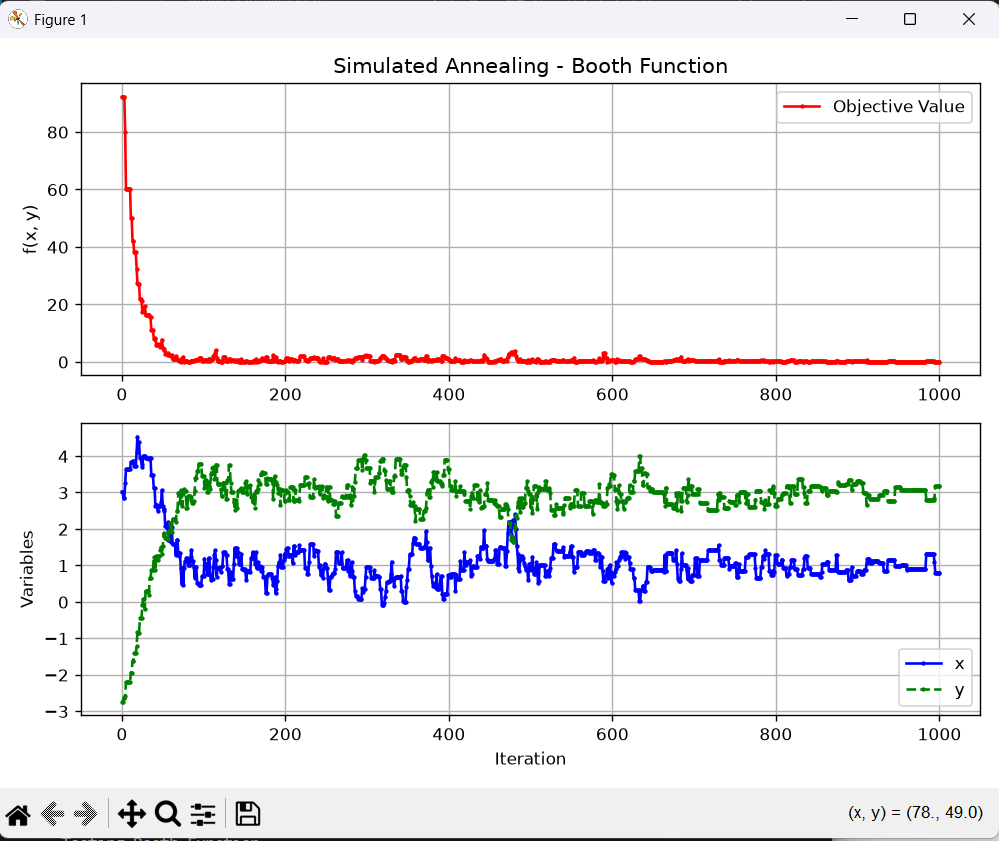 Figure 1
Simulated Annealing - Booth Function
Objective Value
f(x, y)
80
60
40
20
0
0 200 400 600 800 1000
Variables
4
3
2
1
0
−1
−2
−3
x
y
0 200 400 600 800 1000
Iteration
(x, y) = (78., 49.0)